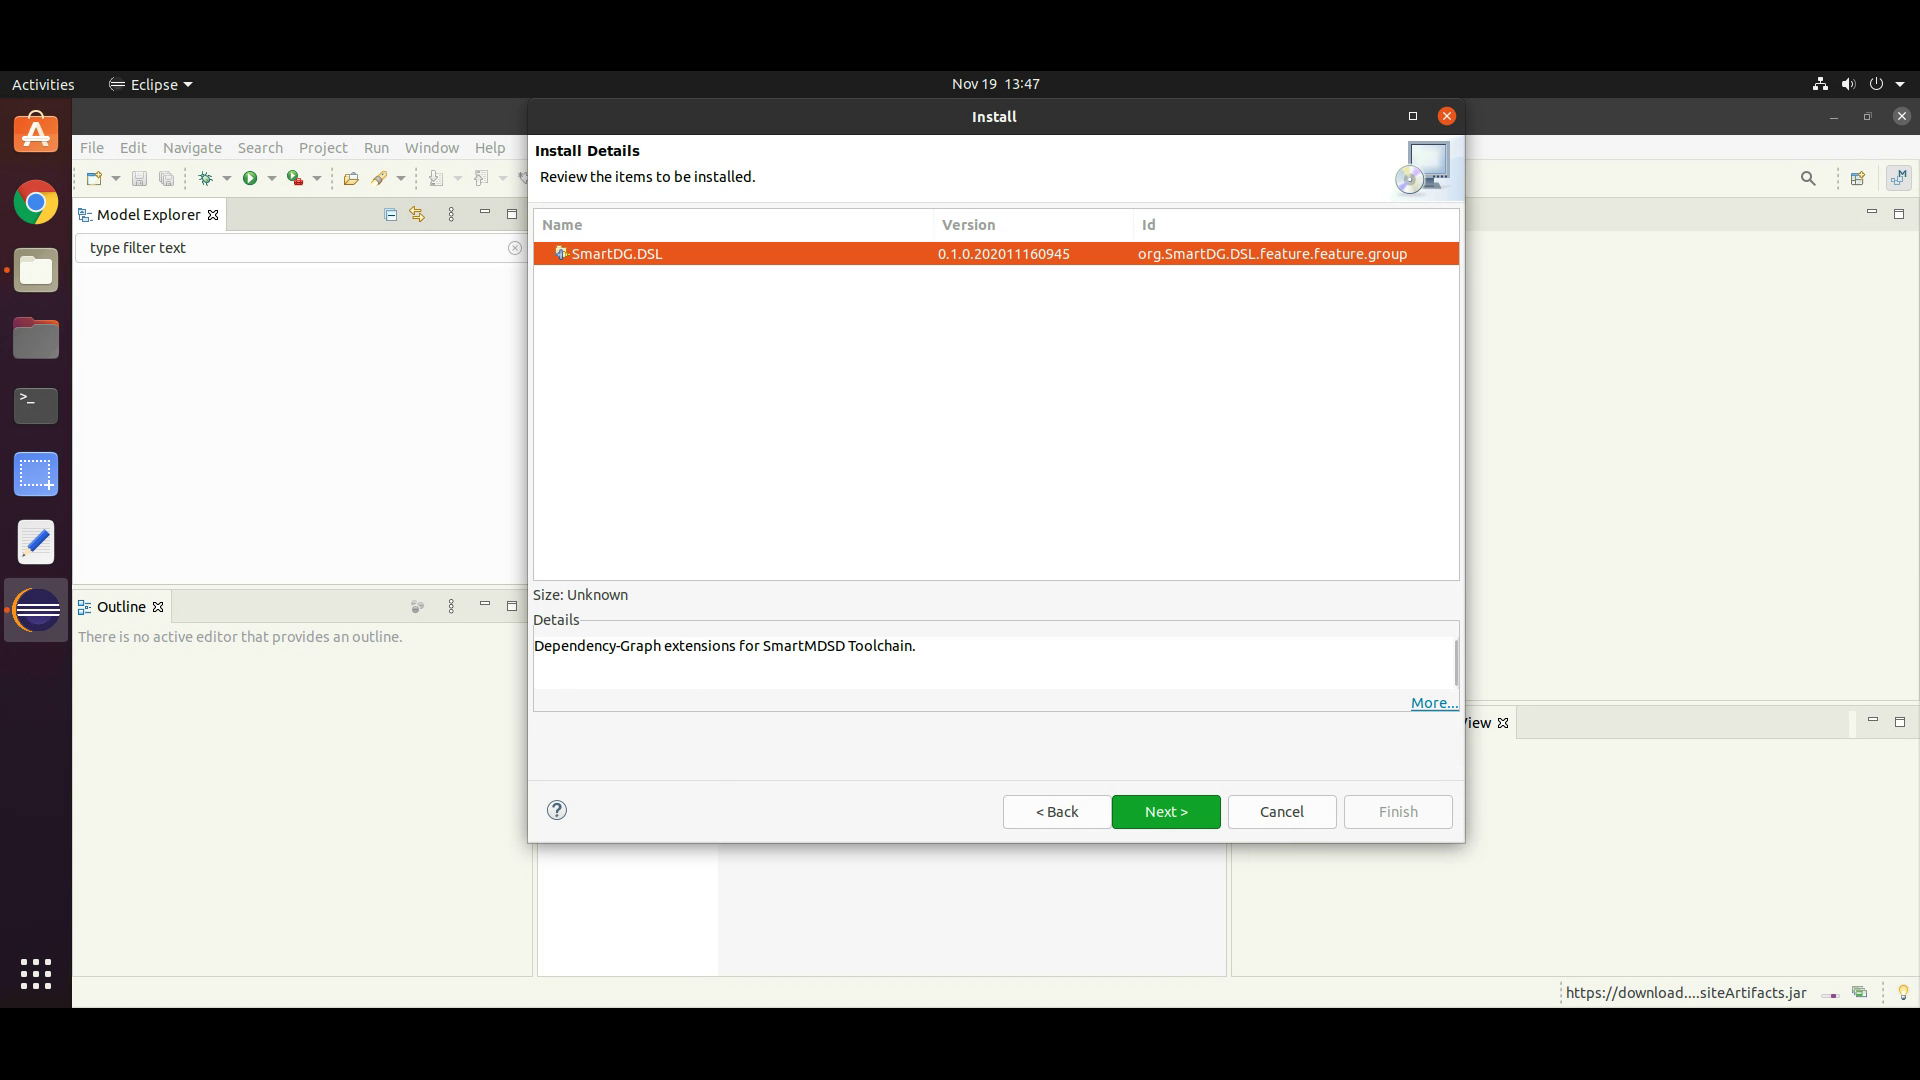 Activities Eclipse Nov 19 13:47
Install
File Edit Navigate Search Project Run Window Help
Install Details
Review the items to be installed.
Model Explorer
type filter text
Name Version Id
SmartDG.DSL 0.1.0.202011160945 org.SmartDG.DSL.feature.feature.group
Size: Unknown
Details
Dependency-Graph extensions for SmartMDSD Toolchain.
More...
Outline
There is no active editor that provides an outline.
< Back Next > Cancel Finish
https://download....siteArtifacts.jar